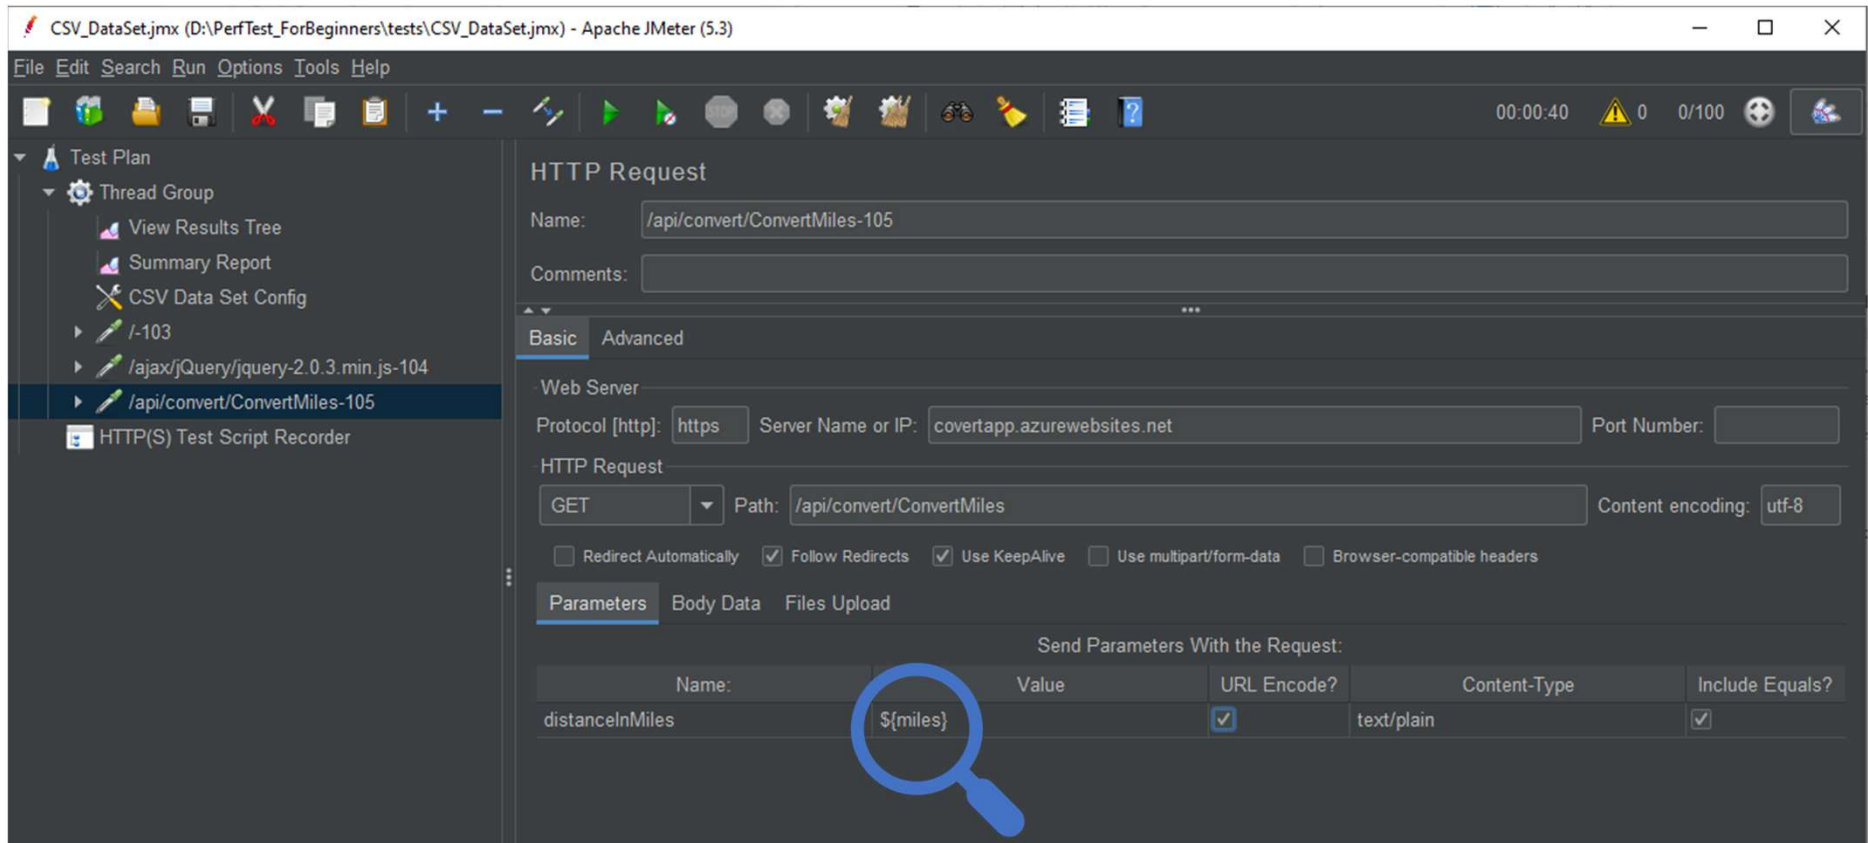 CSV_DataSet.jmx (D:\PerfTest_ForBeginners\tests\CSV_DataSet.jmx) - Apache JMeter (5.3)
File Edit Search Run Options Tools Help
STOP
00:00:40 0 0/100
Test Plan
Thread Group
View Results Tree
Summary Report
CSV Data Set Config
/-103
/ajax/jQuery/jquery-2.0.3.min.js-104
/api/convert/ConvertMiles-105
HTTP(S) Test Script Recorder
HTTP Request
Name: /api/convert/ConvertMiles-105
Comments:
Basic Advanced
Web Server
Protocol [http]: https Server Name or IP: covertapp.azurewebsites.net Port Number:
HTTP Request
GET Path: /api/convert/ConvertMiles Content encoding: utf-8
Redirect Automatically Follow Redirects Use KeepAlive Use multipart/form-data Browser-compatible headers
Parameters Body Data Files Upload
Send Parameters With the Request:
Name: Value URL Encode? Content-Type Include Equals?
distanceInMiles ${miles} text/plain